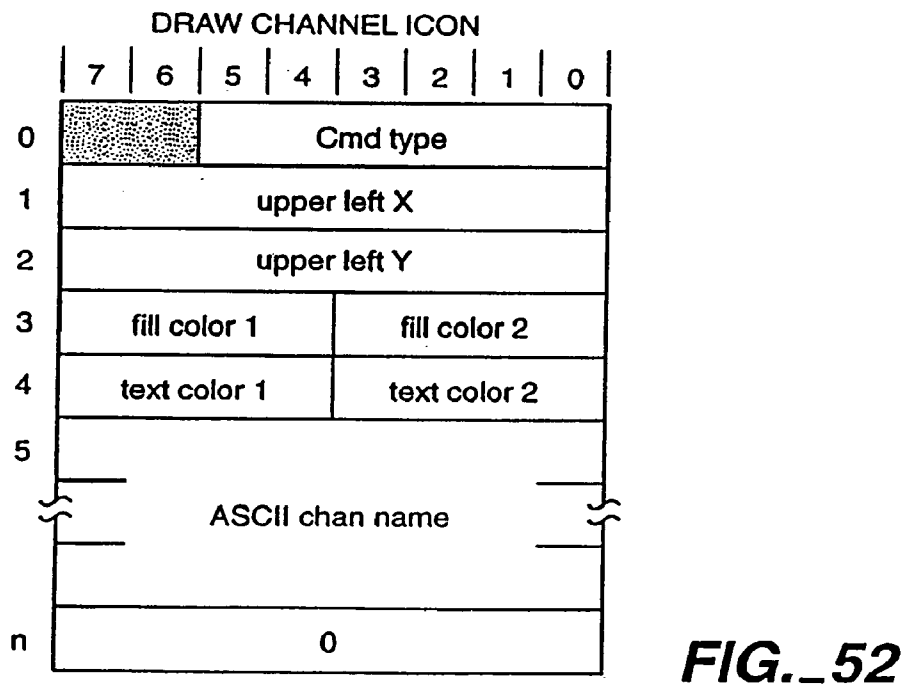 DRAW CHANNEL ICON
7 6 5 4 3 2 1 0
0 Cmd type
1 upper left X
2 upper left Y
3 fill color 1 fill color 2
4 text color 1 text color 2
5
ASCII chan name
n 0
FIG._52